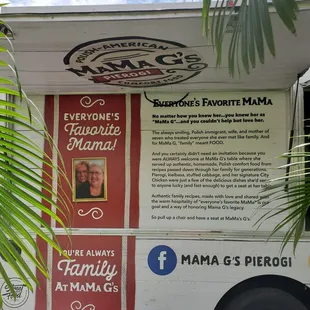 POLISH-AMERICAN
MAMA G'S
PIEROGI
EVERYONE'S
Favorite
Mama!
YOU'RE ALWAYS
Family
AT MAMA G'S
EVERYONE'S FAVORITE MAMA
No matter how you know her...you knew her as
"Mama G"...and you couldn't help but love her.
The always smiling, Polish immigrant, wife, and mother of
seven who treated everyone she ever met like family. And
for MaMa G, "family" meant FOOD.
And you certainly didn't need an invitation because you
were ALWAYS welcome at MaMa G's table where she
served up authentic, homemade, Polish comfort food from
recipes passed down through her family for generations.
Pierogi, kielbasa, stuffed cabbage, and her signature City
Chicken were just a few of the delicious dishes she'd serve
to anyone lucky (and fast enough) to get a seat at her table.
Authentic family recipes, made with love and shared with
the warm hospitality of "everyone's favorite MaMa"
goal and a way of honoring Mama G's legacy.
So pull up a chair and have a seat at MaMa G's.
f MAMA G'S PIEROGI